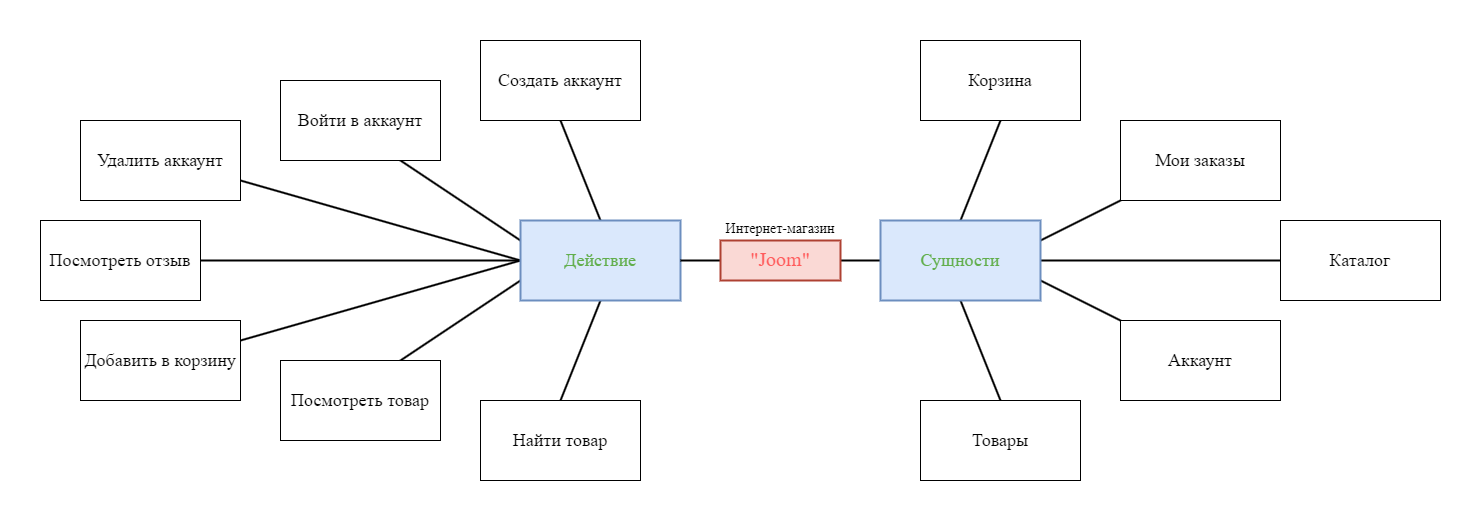 Создать аккаунт
Корзина
Войти в аккаунт
Удалить аккаунт
Мои заказы
Интернет-магазин
Посмотреть отзыв
Действие
"Joom"
Сущности
Каталог
Добавить в корзину
Аккаунт
Посмотреть товар
Найти товар
Товары